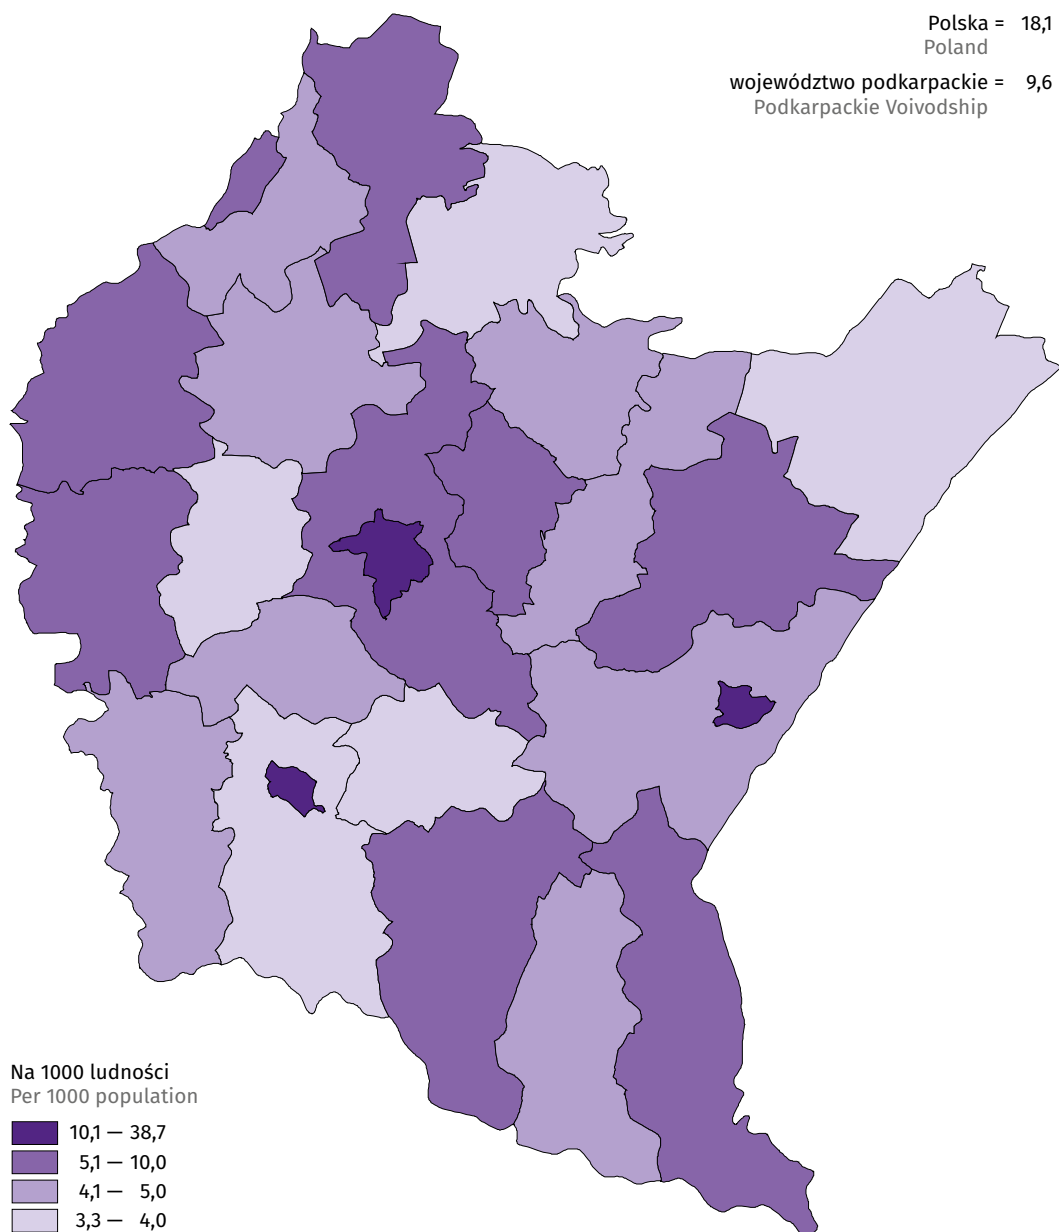 Polska = 18,1
Poland
województwo podkarpackie = 9,6
Podkarpackie Voivodship
Na 1000 ludności
Per 1000 population
10,1 — 38,7
5,1 — 10,0
4,1 — 5,0
3,3 — 4,0